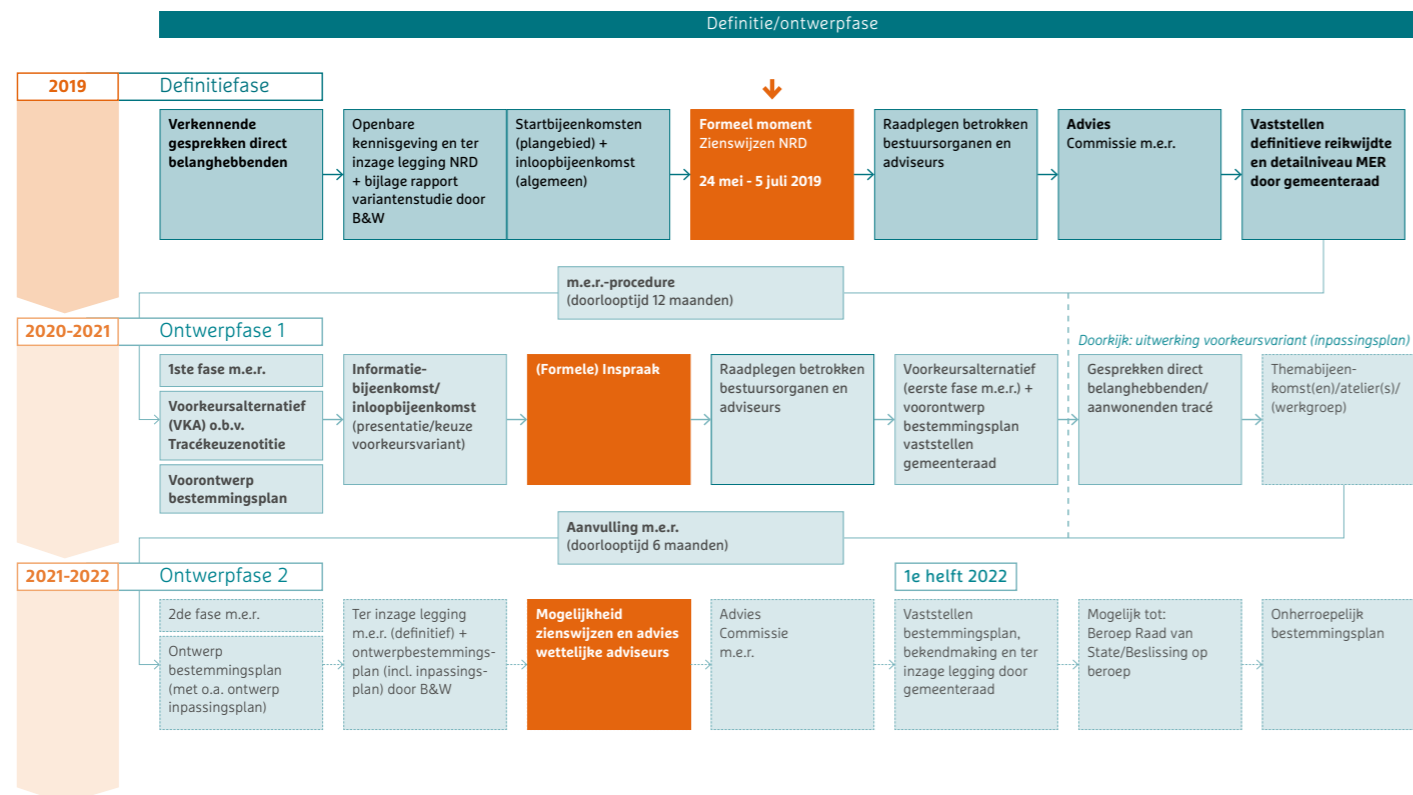 Definitie/ontwerpfase
2019
Definitiefase
Verkennende
gesprekken direct
belanghebbenden
Openbare
kennisgeving en ter
inzage legging NRD
+ bijlage rapport
variantenstudie door
B&W
Startbijeenkomsten
(plangebied) +
inloopbijeenkomst
(algemeen)
Formeel moment
Zienswijzen NRD
24 mei - 5 juli 2019
Raadplegen betrokken
bestuursorganen en
adviseurs
Advies
Commissie m.e.r.
Vaststellen
definitieve reikwijdte
en detailniveau MER
door gemeenteraad
m.e.r.-procedure
(doorlooptijd 12 maanden)
2020-2021
Ontwerpfase 1
Doorkijk: uitwerking voorkeursvariant (inpassingsplan)
1ste fase m.e.r.
Voorkeursalternatief
(VKA) o.b.v.
Tracékeuzenotitie
Voorontwerp
bestemmingsplan
Informatie-
bijeenkomst/
inloopbijeenkomst
(presentatie/keuze
voorkeursvariant)
(Formele) Inspraak
Raadplegen betrokken
bestuursorganen en
adviseurs
Voorkeursalternatief
(eerste fase m.e.r.) +
voorontwerp
bestemmingsplan
vaststellen
gemeenteraad
Gesprekken direct
belanghebbenden/
aanwonenden tracé
Themabijeen-
komst(en)/atelier(s)/
(werkgroep)
Aanvulling m.e.r.
(doorlooptijd 6 maanden)
2021-2022
Ontwerpfase 2
1e helft 2022
2de fase m.e.r.
Ontwerp
bestemmingsplan
(met o.a. ontwerp
inpassingsplan)
Ter inzage legging
m.e.r. (definitief) +
ontwerpbestemmings-
plan (incl. inpassings-
plan) door B&W
Mogelijkheid
zienswijzen en advies
wettelijke adviseurs
Advies
Commissie
m.e.r.
Vaststellen
bestemmingsplan,
bekendmaking en ter
inzage legging door
gemeenteraad
Mogelijk tot:
Beroep Raad van
State/Beslissing op
beroep
Onherroepelijk
bestemmingsplan